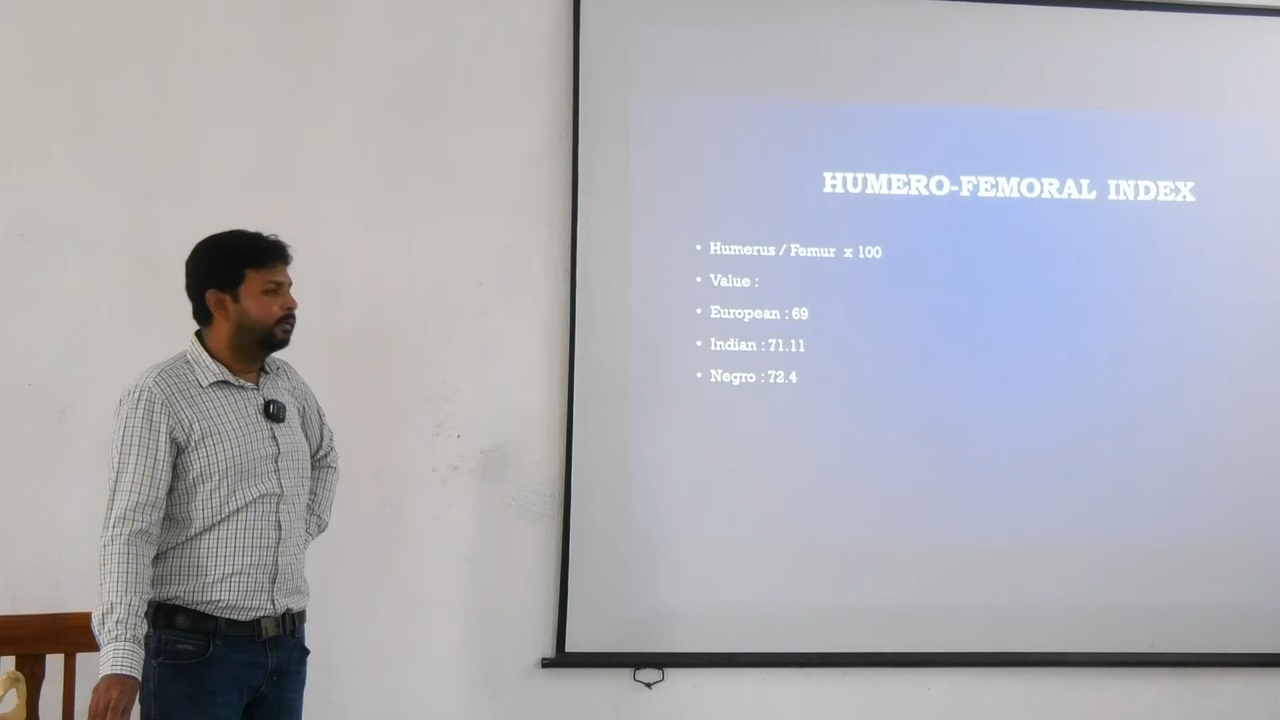 HUMERO-FEMORAL INDEX
• Humerus / Femur x 100
• Value :
• European : 69
• Indian : 71.11
• Negro : 72.4